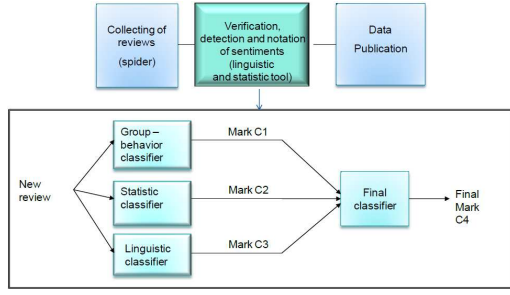 Collecting of
reviews
(spider)
Verification,
detection and notation
of sentiments
(linguistic
and statistic tool)
Data
Publication
Group –
behavior
classifier
Mark C1
New
review
Statistic
classifier
Mark C2
Final
classifier
Final
Mark
C4
Linguistic
classifier
Mark C3